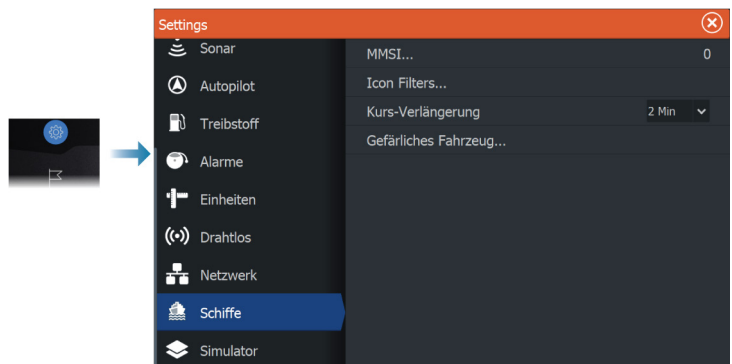 Settings
Sonar
Autopilot
Treibstoff
Alarme
Einheiten
Drahtlos
Netzwerk
Schiffe
Simulator
MMSI... 0
Icon Filters...
Kurs-Verlängerung 2 Min
Gefärliches Fahrzeug...